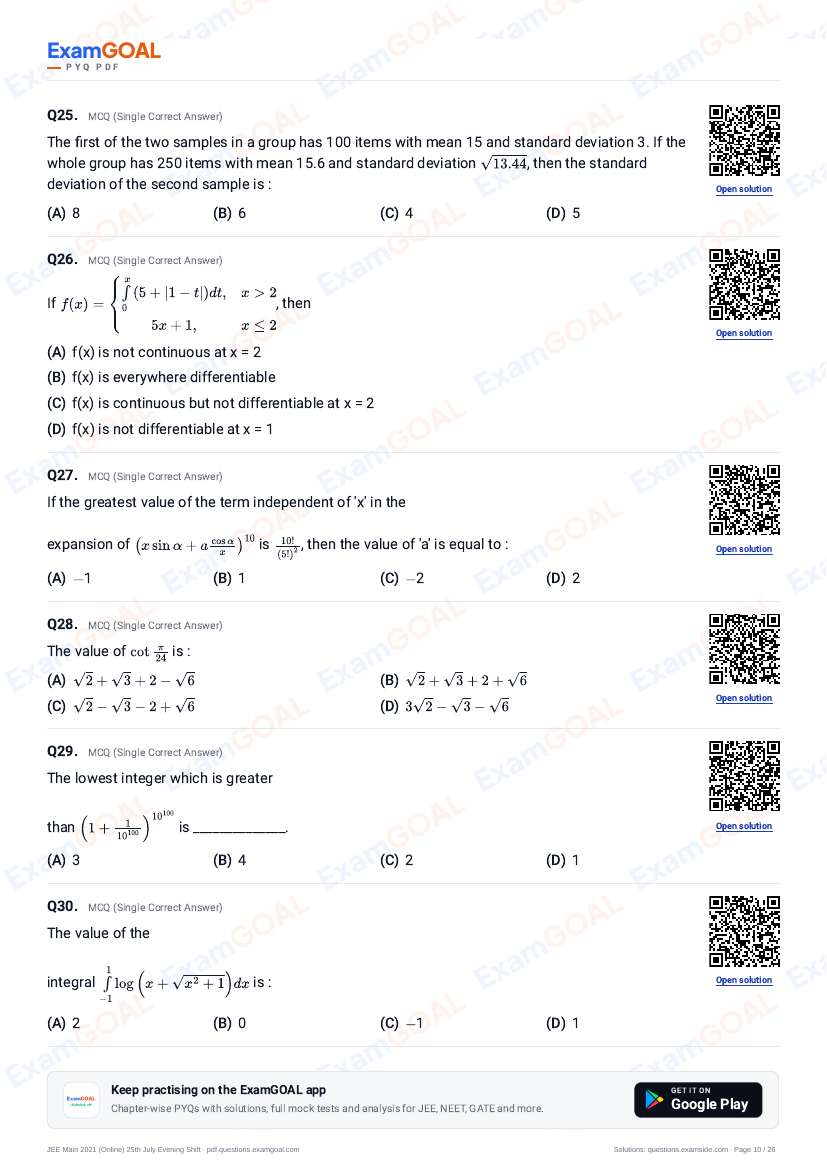 ExamGOAL
PYQ PDF
Q25. MCQ (Single Correct Answer)
The first of the two samples in a group has 100 items with mean 15 and standard deviation 3. If the
whole group has 250 items with mean 15.6 and standard deviation √13.44, then the standard
deviation of the second sample is :
(A) 8 (B) 6 (C) 4 (D) 5
Open solution
Q26. MCQ (Single Correct Answer)
If f(x) = { ∫₀ˣ (5 + |1 − t|)dt, x > 2
5x + 1, x ≤ 2 , then
(A) f(x) is not continuous at x = 2
(B) f(x) is everywhere differentiable
(C) f(x) is continuous but not differentiable at x = 2
(D) f(x) is not differentiable at x = 1
Open solution
Q27. MCQ (Single Correct Answer)
If the greatest value of the term independent of 'x' in the
expansion of (x sin α + a cos α/x)¹⁰ is 10!/(5!)², then the value of 'a' is equal to :
(A) −1 (B) 1 (C) −2 (D) 2
Open solution
Q28. MCQ (Single Correct Answer)
The value of cot π/24 is :
(A) √2 + √3 + 2 − √6 (B) √2 + √3 + 2 + √6
(C) √2 − √3 − 2 + √6 (D) 3√2 − √3 − √6
Open solution
Q29. MCQ (Single Correct Answer)
The lowest integer which is greater
than (1 + 1/10¹⁰⁰)^10¹⁰⁰ is ______________.
(A) 3 (B) 4 (C) 2 (D) 1
Open solution
Q30. MCQ (Single Correct Answer)
The value of the
integral ∫₋₁¹ log (x + √(x² + 1))dx is :
(A) 2 (B) 0 (C) −1 (D) 1
Open solution
ExamGOAL
Keep practising on the ExamGOAL app
Chapter-wise PYQs with solutions, full mock tests and analysis for JEE, NEET, GATE and more.
GET IT ON
Google Play
JEE Main 2021 (Online) 25th July Evening Shift · pdf.questions.examgoal.com
Solutions: questions.examside.com · Page 10 / 26